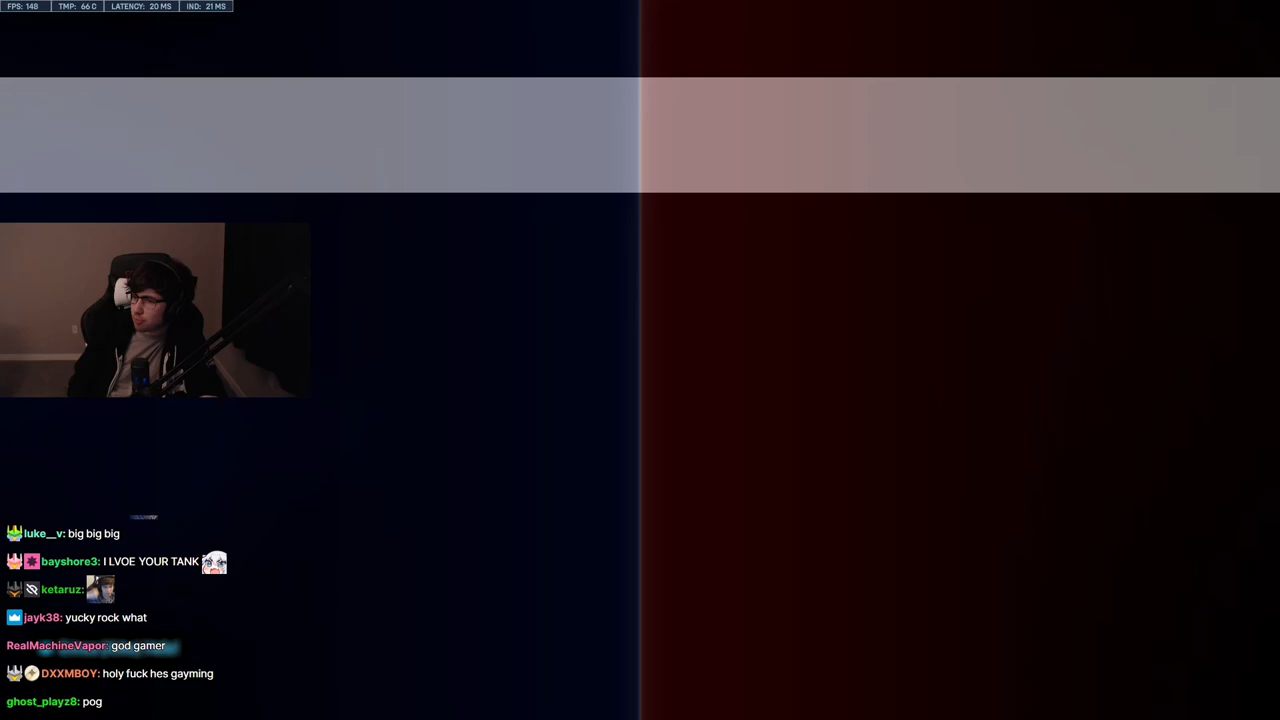 FPS: 148 TMP: 66 C LATENCY: 20 MS IND: 21 MS
luke__v: big big big
bayshore3: I LVOE YOUR TANK
ketaruz:
jayk38: yucky rock what
RealMachineVapor: god gamer
DXXMBOY: holy fuck hes gayming
ghost_playz8: pog